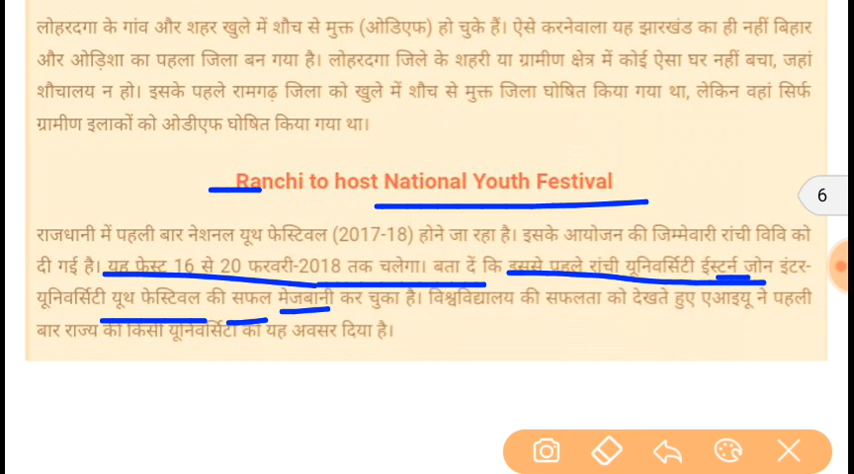 लोहरदगा के गांव और शहर खुले में शौच से मुक्त (ओडिएफ) हो चुके हैं। ऐसे करनेवाला यह झारखंड का ही नहीं बिहार
और ओड़िशा का पहला जिला बन गया है। लोहरदगा जिले के शहरी या ग्रामीण क्षेत्र में कोई ऐसा घर नहीं बचा, जहां
शौचालय न हो। इसके पहले रामगढ़ जिला को खुले में शौच से मुक्त जिला घोषित किया गया था, लेकिन वहां सिर्फ
ग्रामीण इलाकों को ओडीएफ घोषित किया गया था।
Ranchi to host National Youth Festival
6
राजधानी में पहली बार नेशनल यूथ फेस्टिवल (2017-18) होने जा रहा है। इसके आयोजन की जिम्मेवारी रांची विवि को
दी गई है। यह फेस्ट 16 से 20 फरवरी-2018 तक चलेगा। बता दें कि इससे पहले रांची यूनिवर्सिटी ईस्टर्न जोन इंटर-
यूनिवर्सिटी यूथ फेस्टिवल की सफल मेजबानी कर चुका है। विश्वविद्यालय की सफलता को देखते हुए एआइयू ने पहली
बार राज्य की किसी यूनिवर्सिटी को यह अवसर दिया है।